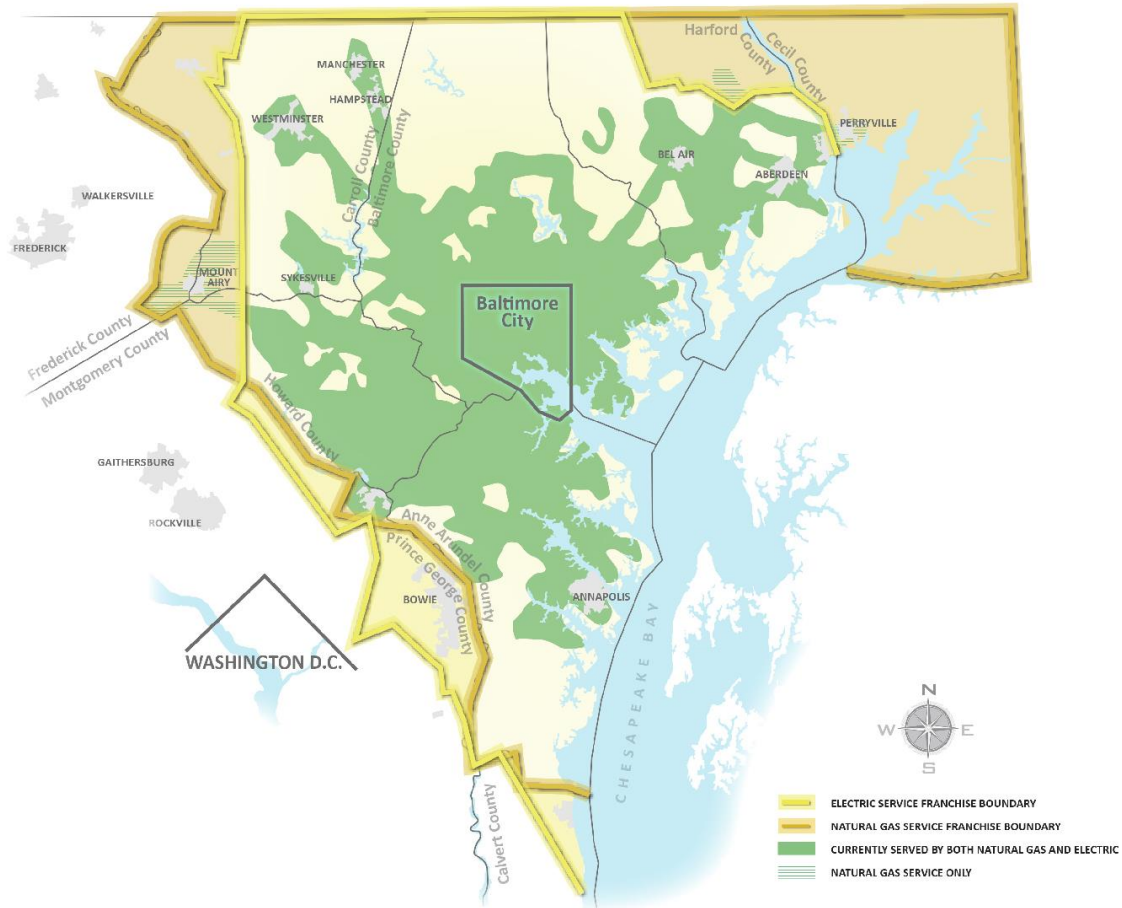 Harford
County
Cecil County
MANCHESTER
HAMPSTEAD
WESTMINSTER
Carroll County
Baltimore County
PERRYVILLE
BEL AIR
ABERDEEN
WALKERSVILLE
FREDERICK
MOUNT
AIRY
SYKESVILLE
Baltimore
City
Frederick County
Montgomery County
Howard County
GAITHERSBURG
ROCKVILLE
Anne Arundel County
Prince George County
BOWIE
ANNAPOLIS
WASHINGTON D.C.
CHESAPEAKE BAY
Calvert County
N
W
E
S
ELECTRIC SERVICE FRANCHISE BOUNDARY
NATURAL GAS SERVICE FRANCHISE BOUNDARY
CURRENTLY SERVED BY BOTH NATURAL GAS AND ELECTRIC
NATURAL GAS SERVICE ONLY